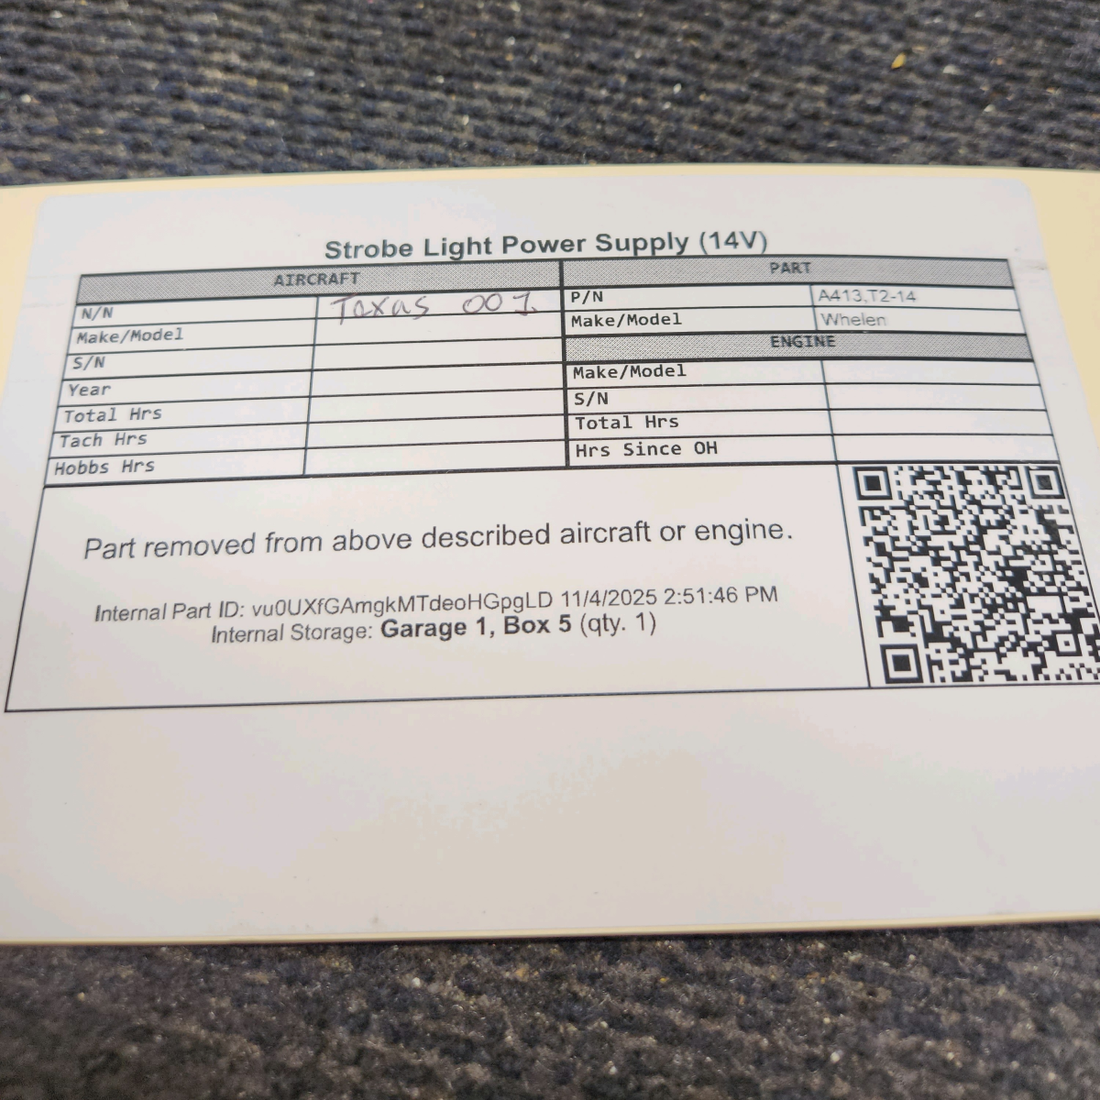 Strobe Light Power Supply (14V)
AIRCRAFT
N/N Texas 001
Make/Model
S/N
Year
Total Hrs
Tach Hrs
Hobbs Hrs
PART
P/N A413,T2-14
Make/Model Whelen
ENGINE
Make/Model
S/N
Total Hrs
Hrs Since OH
Part removed from above described aircraft or engine.
Internal Part ID: vu0UXfGAmgkMTdeoHGpgLD 11/4/2025 2:51:46 PM
Internal Storage: Garage 1, Box 5 (qty. 1)